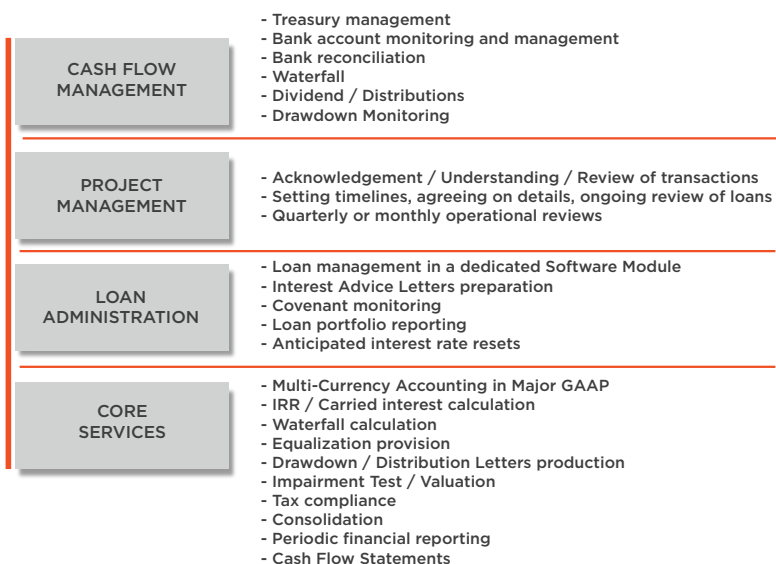 CASH FLOW
MANAGEMENT
- Treasury management
- Bank account monitoring and management
- Bank reconciliation
- Waterfall
- Dividend / Distributions
- Drawdown Monitoring
PROJECT
MANAGEMENT
- Acknowledgement / Understanding / Review of transactions
- Setting timelines, agreeing on details, ongoing review of loans
- Quarterly or monthly operational reviews
LOAN
ADMINISTRATION
- Loan management in a dedicated Software Module
- Interest Advice Letters preparation
- Covenant monitoring
- Loan portfolio reporting
- Anticipated interest rate resets
CORE
SERVICES
- Multi-Currency Accounting in Major GAAP
- IRR / Carried interest calculation
- Waterfall calculation
- Equalization provision
- Drawdown / Distribution Letters production
- Impairment Test / Valuation
- Tax compliance
- Consolidation
- Periodic financial reporting
- Cash Flow Statements